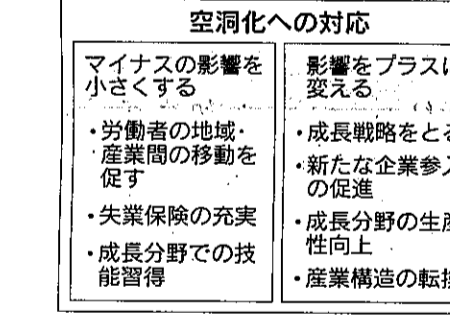 空洞化への対応
マイナスの影響を
小さくする
・労働者の地域・
産業間の移動を
促す
・失業保険の充実
・成長分野での技
能習得
影響をプラスに
変える
・成長戦略をとる
・新たな企業参入
の促進
・成長分野の生産
性向上
・産業構造の転換